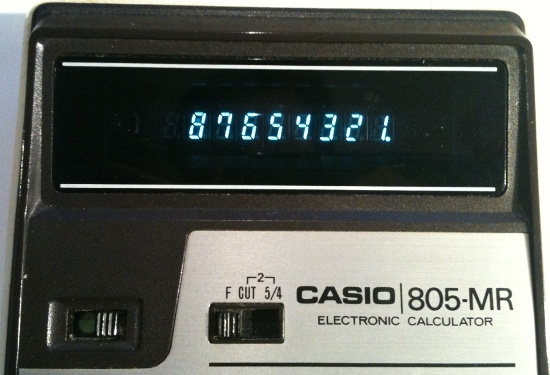 87654321.
2
F CUT 5/4
CASIO 805-MR
ELECTRONIC CALCULATOR